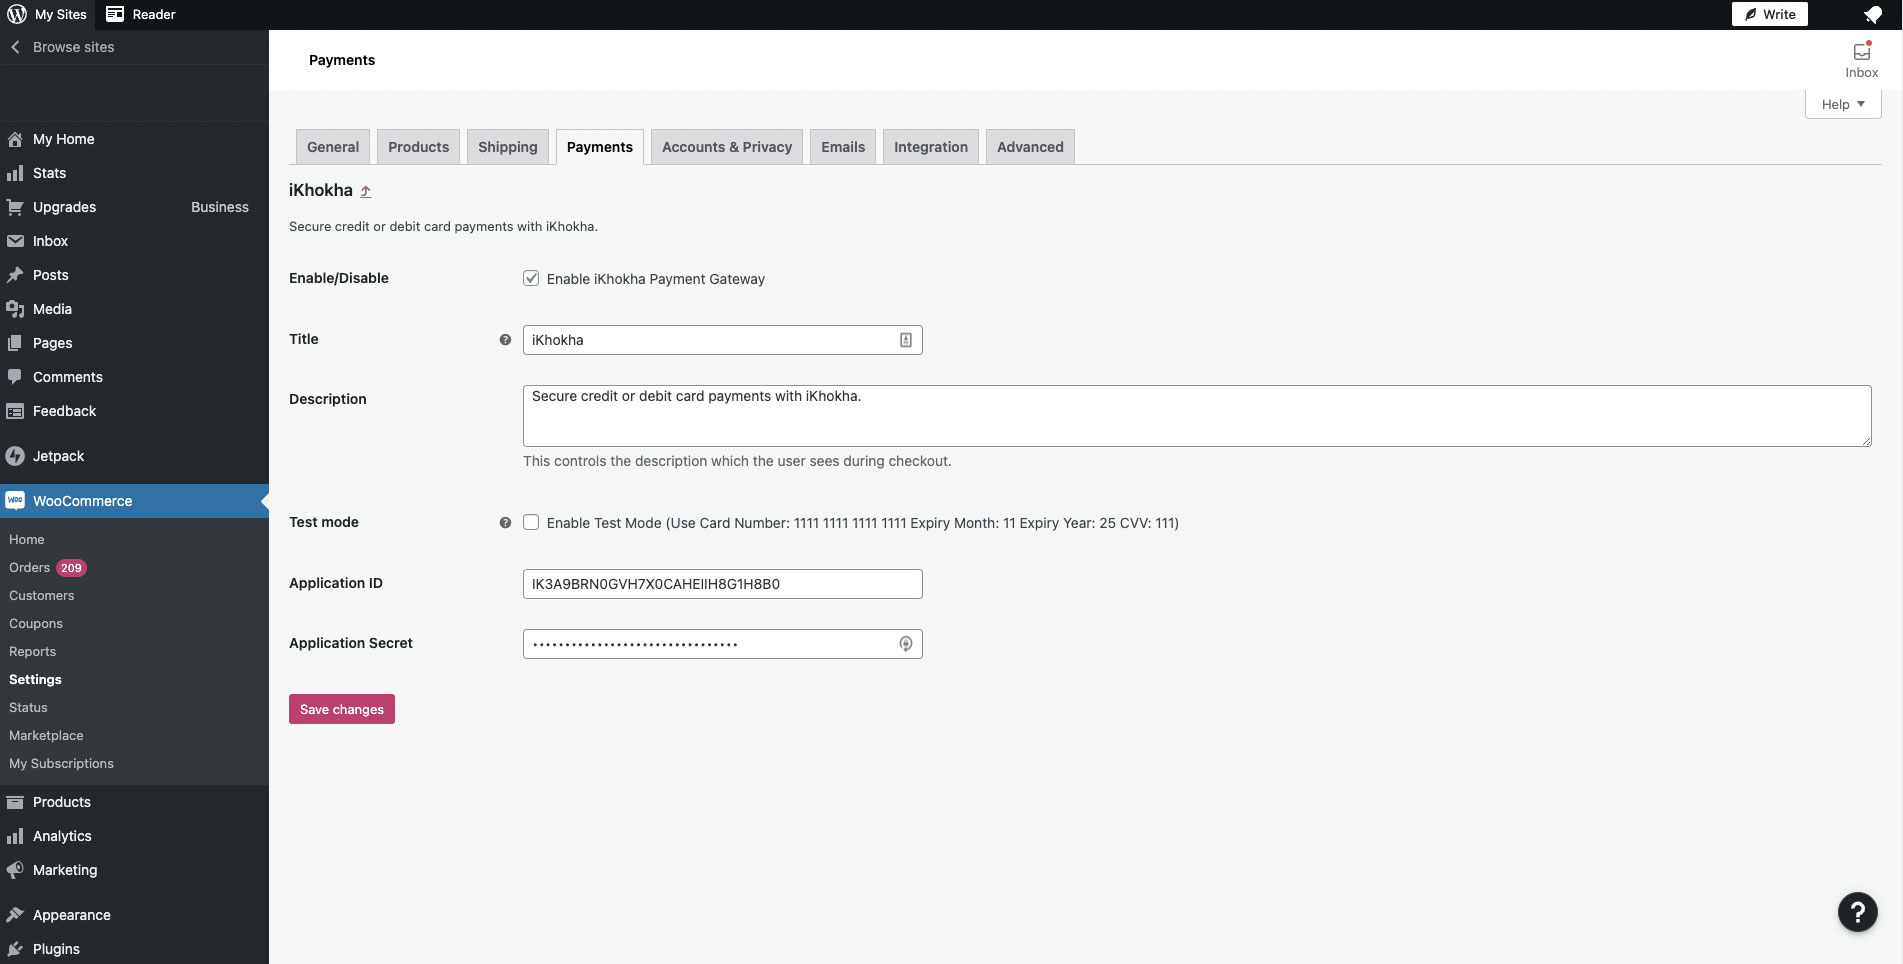 My Sites
Reader
Write
Browse sites
Payments
Inbox
Help
My Home
Stats
Upgrades Business
Inbox
Posts
Media
Pages
Comments
Feedback
Jetpack
Woo WooCommerce
Home
Orders 209
Customers
Coupons
Reports
Settings
Status
Marketplace
My Subscriptions
Products
Analytics
Marketing
Appearance
Plugins
General Products Shipping Payments Accounts & Privacy Emails Integration Advanced
iKhokha
Secure credit or debit card payments with iKhokha.
Enable/Disable Enable iKhokha Payment Gateway
Title ? iKhokha
Description Secure credit or debit card payments with iKhokha.
This controls the description which the user sees during checkout.
Test mode ? Enable Test Mode (Use Card Number: 1111 1111 1111 1111 Expiry Month: 11 Expiry Year: 25 CVV: 111)
Application ID IK3A9BRN0GVH7X0CAHEIIH8G1H8B0
Application Secret
Save changes
?